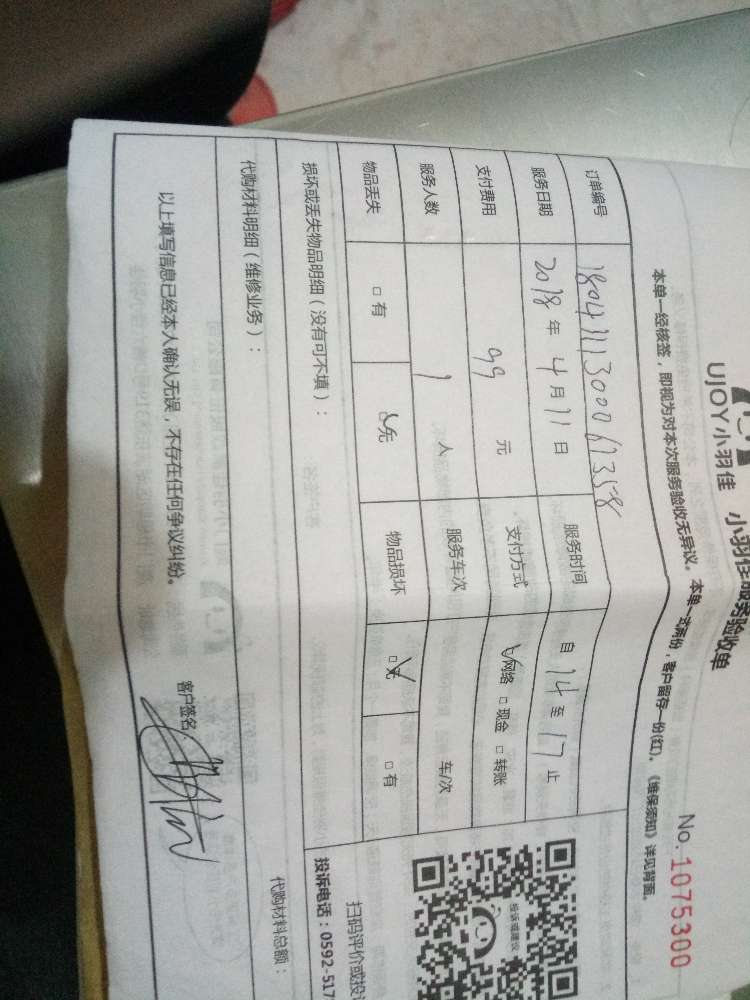 UJOY小羽佳 小羽佳服务验收单
No.1075300
本单一经核签，即视为对本次服务验收无异议。本单一式两份，客户留存一份(红)。《维保须知》详见背面。
订单编号
服务日期 2018年4月11日 服务时间 自14至17止
支付费用 99元 支付方式 网络 □现金 □转账
服务人数 1人 服务车次 车/次
物品丢失 □有 □无 物品损坏 □无 □有
损坏或丢失物品明细（没有可不填）：
代购材料明细（维修业务）： 代购材料总额：
以上填写信息已经本人确认无误，不存在任何争议纠纷。 客户签名
投诉或建议
扫码评价或投
投诉电话：0592-517